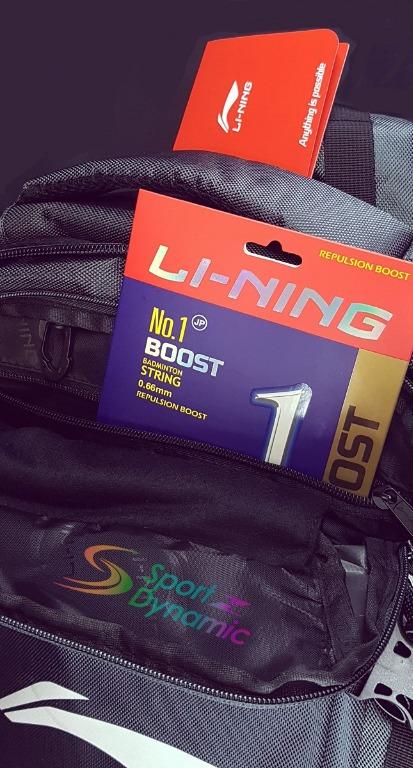 LI-NING
Anything is possible
REPULSION BOOST
LI-NING
No.1 JP
BOOST
BADMINTON
STRING
0.66mm
REPULSION BOOST
1
OST
Sport
Dynamic